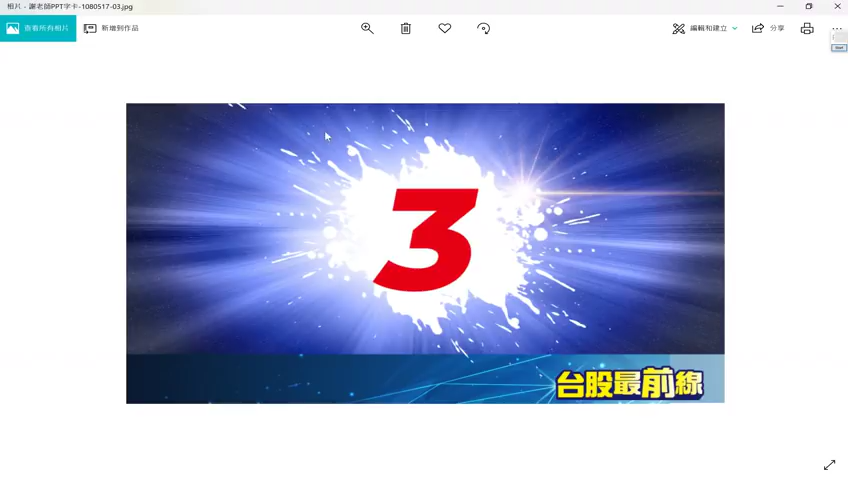 相片 - 謝老師PPT字卡-1080517-03.jpg
查看所有相片
新增到作品
編輯和建立
分享
Start
3
台股最前線